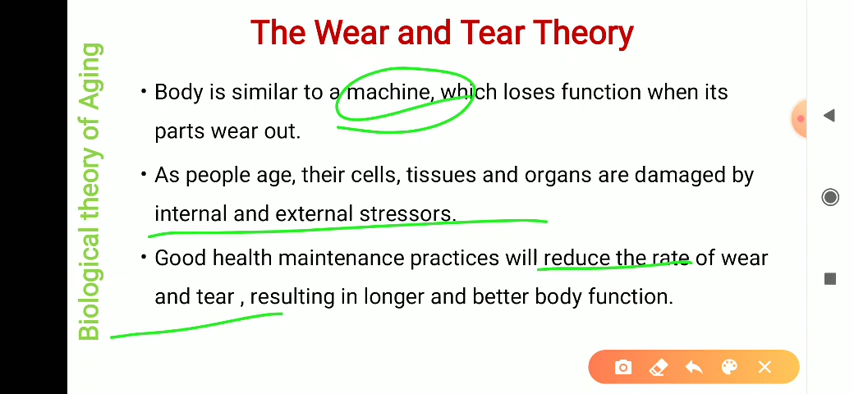 The Wear and Tear Theory
Biological theory of Aging
• Body is similar to a machine, which loses function when its
parts wear out.
• As people age, their cells, tissues and organs are damaged by
internal and external stressors.
• Good health maintenance practices will reduce the rate of wear
and tear , resulting in longer and better body function.